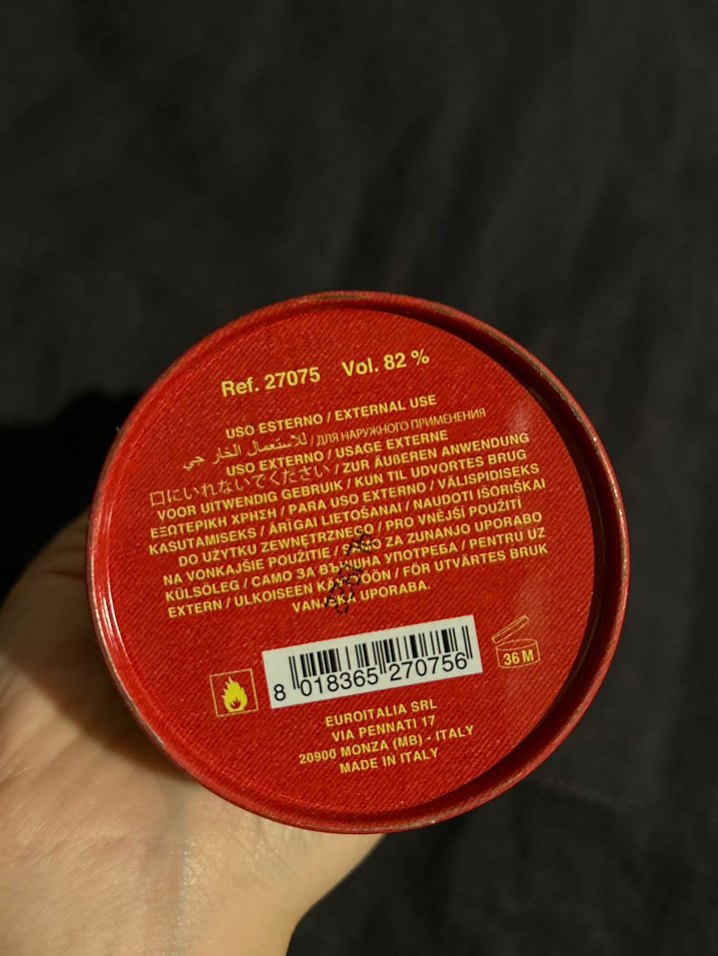 Ref. 27075 Vol. 82 %
USO ESTERNO / EXTERNAL USE
للاستعمال الخار جي / ДЛЯ НАРУЖНОГО ПРИМЕНЕНИЯ
USO EXTERNO / USAGE EXTERNE
口にいれないでください / ZUR ÄUßEREN ANWENDUNG
VOOR UITWENDIG GEBRUIK / KUN TIL UDVORTES BRUG
ΕΞΩΤΕΡΙΚΗ ΧΡΗΣΗ / PARA USO EXTERNO / VÄLISPIDISEKS
KASUTAMISEKS / ĀRĪGAI LIETOŠANAI / NAUDOTI IŠORIŠKAI
DO UŻYTKU ZEWNĘTRZNEGO / PRO VNĚJŠÍ POUŽITÍ
NA VONKAJŠIE POUŽITIE / ZA ZUNANJO UPORABO
KÜLSÖLEG / САМО ЗА ВЪНШНА УПОТРЕБА / PENTRU UZ
EXTERN / ULKOISEEN KÄYTTÖÖN / FÖR UTVÄRTES BRUK
VANJSKA UPORABA.
8 018365 270756
36 M
EUROITALIA SRL
VIA PENNATI 17
20900 MONZA (MB) - ITALY
MADE IN ITALY